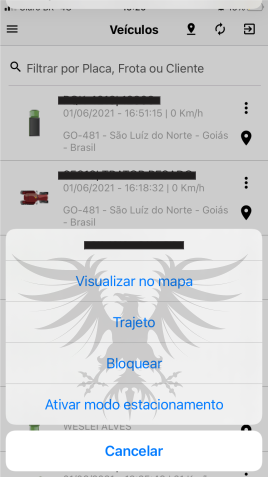 Veículos
Filtrar por Placa, Frota ou Cliente
01/06/2021 - 16:51:15 | 0 Km/h
GO-481 - São Luíz do Norte - Goiás
- Brasil
01/06/2021 - 16:18:32 | 0 Km/h
GO-481 - São Luíz do Norte - Goiás
- Brasil
Visualizar no mapa
Trajeto
Bloquear
Ativar modo estacionamento
WESLEI ALVES
Cancelar